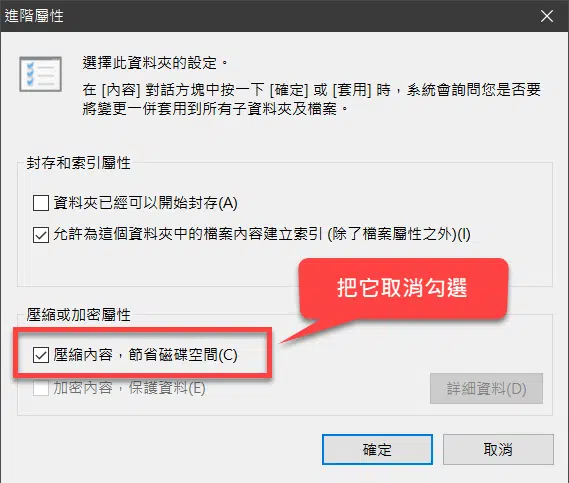 進階屬性
選擇此資料夾的設定。
在 [內容] 對話方塊中按一下 [確定] 或 [套用] 時，系統會詢問您是否要
將變更一併套用到所有子資料夾及檔案。
封存和索引屬性
資料夾已經可以開始封存(A)
允許為這個資料夾中的檔案內容建立索引 (除了檔案屬性之外)(I)
把它取消勾選
壓縮或加密屬性
壓縮內容，節省磁碟空間(C)
加密內容，保護資料(E)
詳細資料(D)
確定
取消